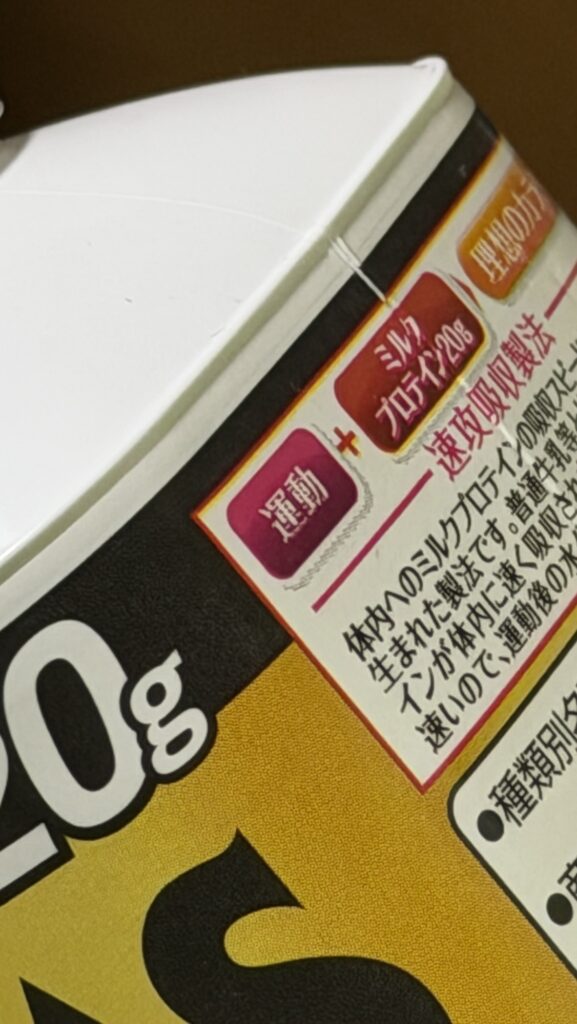 運動
+
ミルク
プロテイン20g
理想のカラ
速攻吸収製法
体内へのミルクプロテインの吸収スピード
生まれた製法です。普通牛乳等
インが体内に速く吸収さ
速いので、運動後の水
20g
AS
●種類別